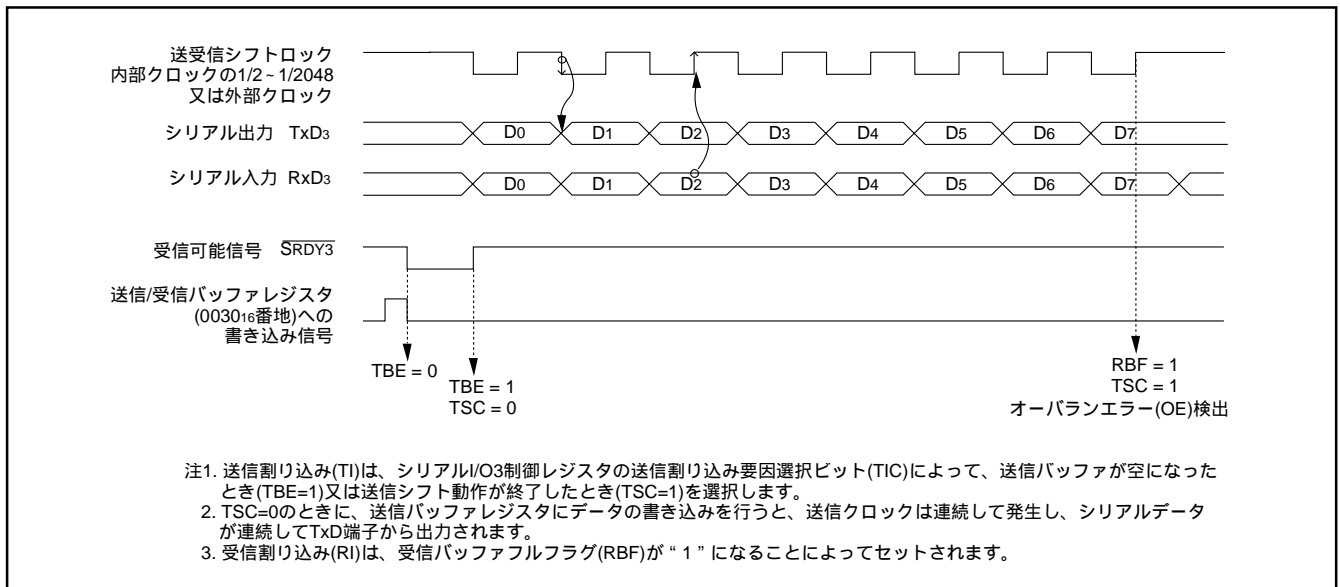 送受信シフトロック
内部クロックの1/2~1/2048
又は外部クロック
シリアル出力 TxD3
D0 D1 D2 D3 D4 D5 D6 D7
シリアル入力 RxD3
D0 D1 D2 D3 D4 D5 D6 D7
受信可能信号 SRDY3
送信/受信バッファレジスタ
(003016番地)への
書き込み信号
TBE = 0
TBE = 1
TSC = 0
RBF = 1
TSC = 1
オーバランエラー(OE)検出
注1. 送信割り込み(TI)は、シリアルI/O3制御レジスタの送信割り込み要因選択ビット(TIC)によって、送信バッファが空になった
とき(TBE=1)又は送信シフト動作が終了したとき(TSC=1)を選択します。
2. TSC=0のときに、送信バッファレジスタにデータの書き込みを行うと、送信クロックは連続して発生し、シリアルデータ
が連続してTxD端子から出力されます。
3. 受信割り込み(RI)は、受信バッファフルフラグ(RBF)が“1”になることによってセットされます。